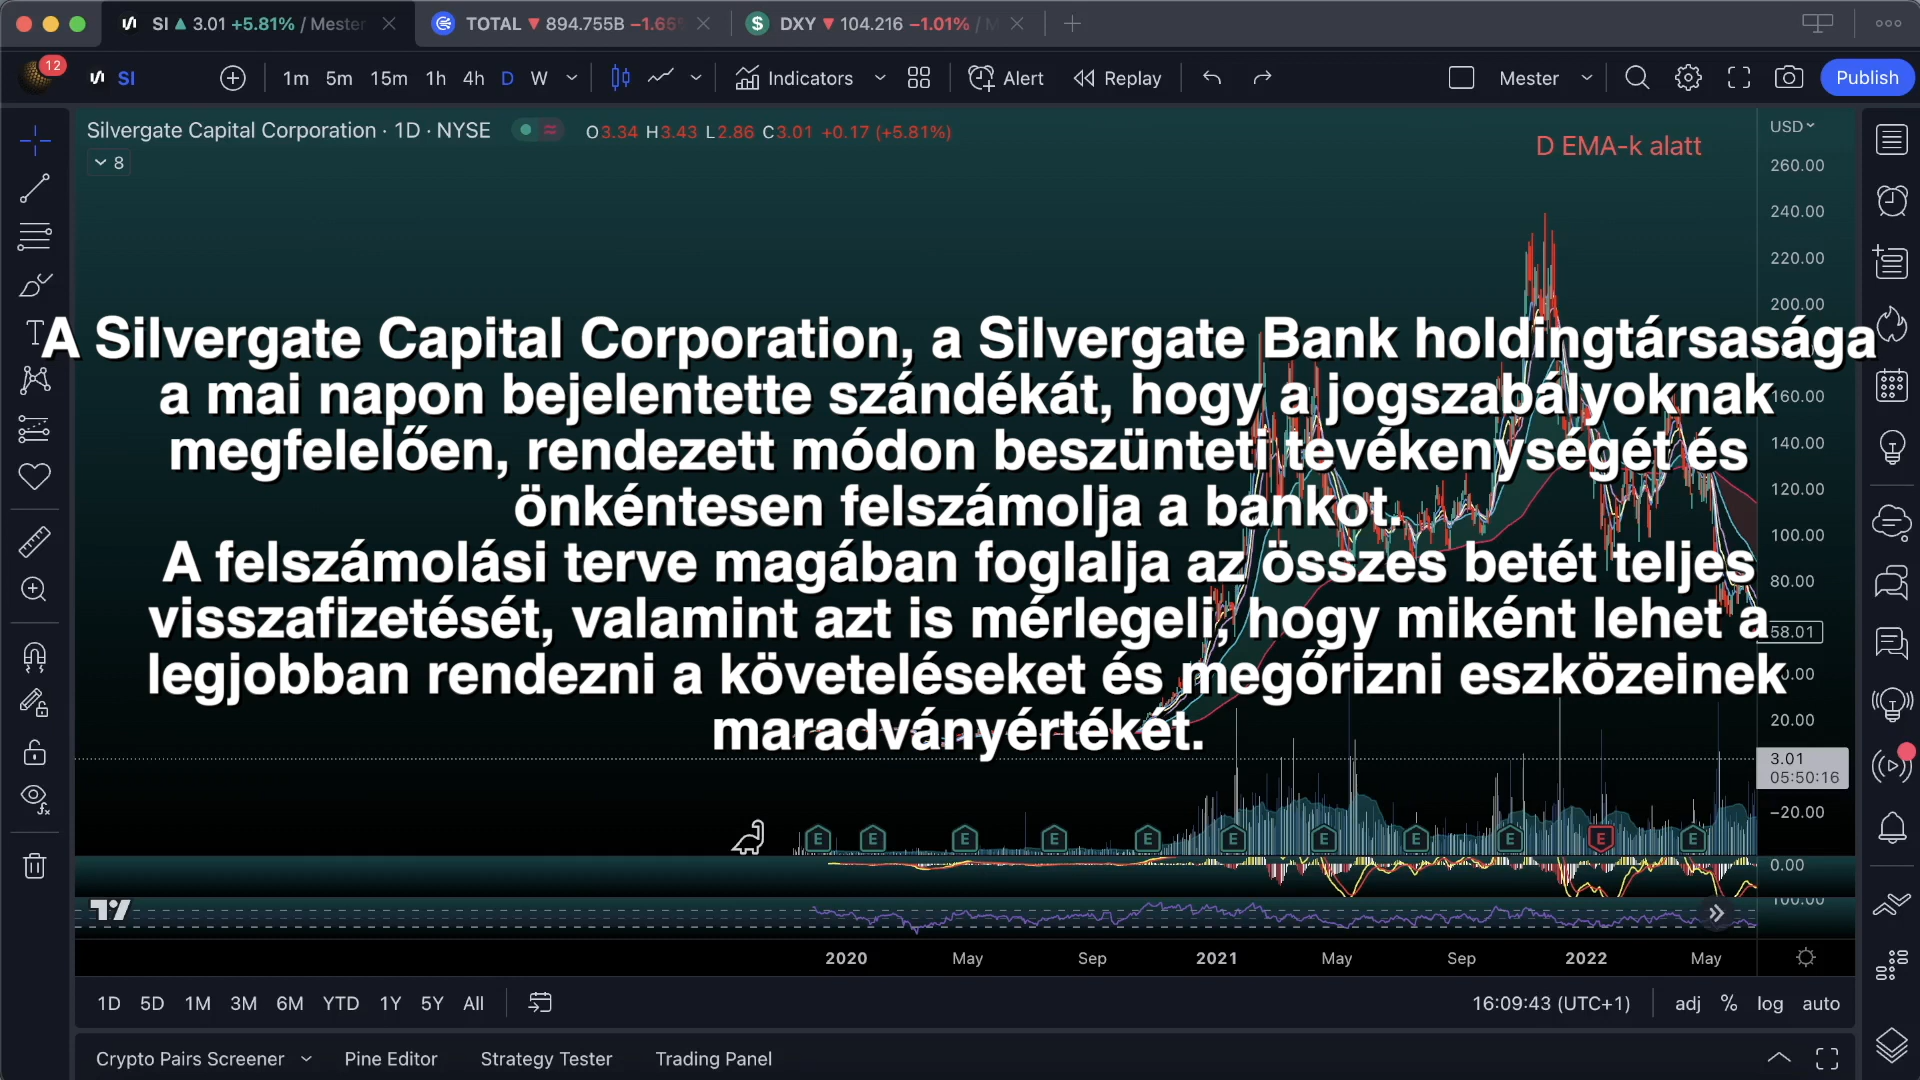 SI ▲ 3.01 +5.81% / Mester
TOTAL ▼ 894.755B −1.65
DXY ▼ 104.216 −1.01% / M
12
SI
1m 5m 15m 1h 4h D W
Indicators
Alert
Replay
Mester
Publish
Silvergate Capital Corporation · 1D · NYSE
O3.34 H3.43 L2.86 C3.01 +0.17 (+5.81%)
8
D EMA-k alatt
USD
260.00
240.00
220.00
200.00
A Silvergate Capital Corporation, a Silvergate Bank holdingtársasága
a mai napon bejelentette szándékát, hogy a jogszabályoknak
megfelelően, rendezett módon beszünteti tevékenységét és
önkéntesen felszámolja a bankot.
A felszámolási terve magában foglalja az összes betét teljes
visszafizetését, valamint azt is mérlegeli, hogy miként lehet a
legjobban rendezni a követeléseket és megőrizni eszközeinek
maradványértékét.
160.00
140.00
120.00
100.00
80.00
58.01
20.00
3.01
05:50:16
−20.00
E E E E E E E E E E E
0.00
100.00
2020 May Sep 2021 May Sep 2022 May
1D 5D 1M 3M 6M YTD 1Y 5Y All
16:09:43 (UTC+1)
adj % log auto
Crypto Pairs Screener
Pine Editor
Strategy Tester
Trading Panel